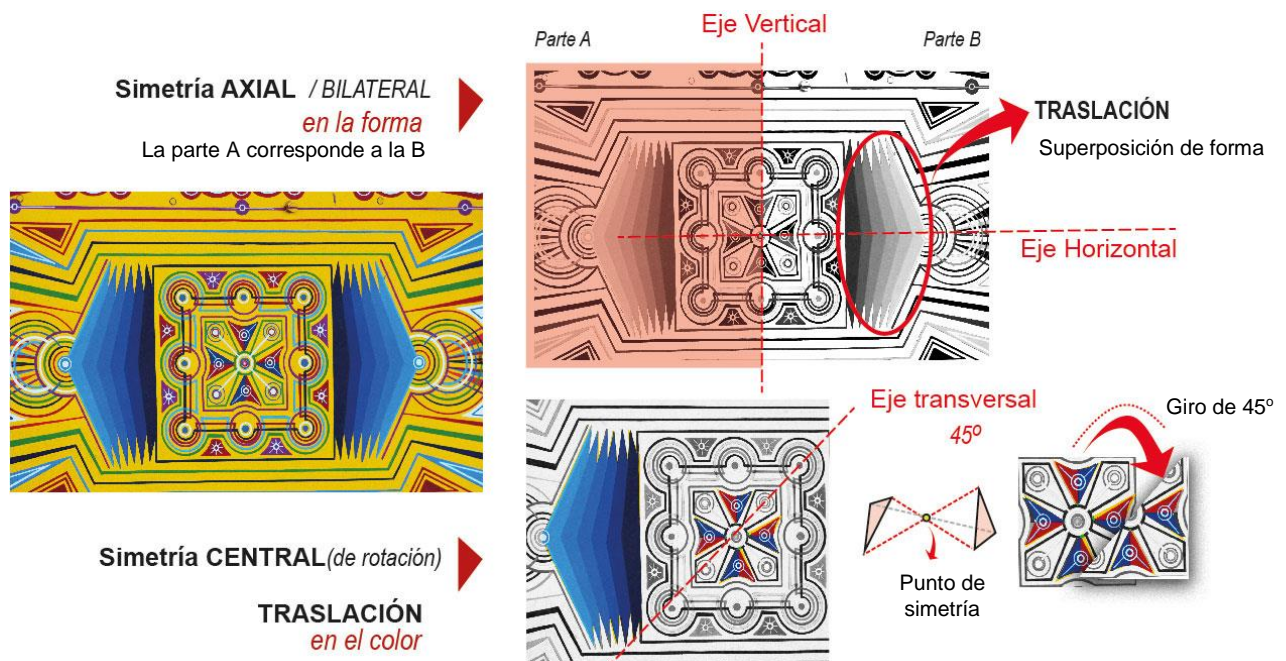 Simetría AXIAL / BILATERAL
en la forma
La parte A corresponde a la B
Parte A
Eje Vertical
Parte B
TRASLACIÓN
Superposición de forma
Eje Horizontal
Simetría CENTRAL(de rotación)
TRASLACIÓN
en el color
Eje transversal
45º
Punto de
simetría
Giro de 45º